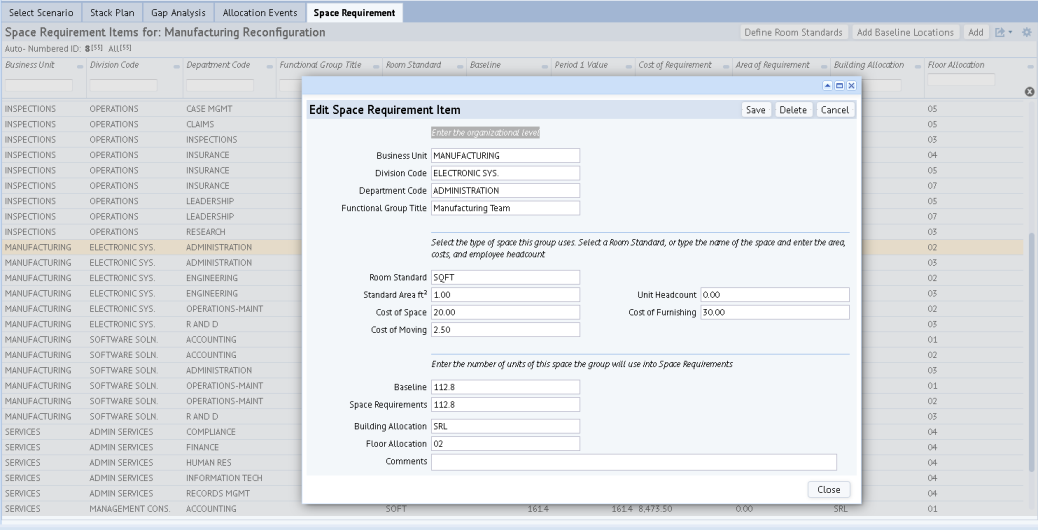 Select Scenario Stack Plan Gap Analysis Allocation Events Space Requirement
Space Requirement Items for: Manufacturing Reconfiguration Define Room Standards Add Baseline Locations Add
Auto- Numbered ID: 8 [55] All [55]
Business Unit Division Code Department Code Functional Group Title Room Standard Baseline Period 1 Value Cost of Requirement Area of Requirement Building Allocation Floor Allocation
INSPECTIONS OPERATIONS CASE MGMT 05
INSPECTIONS OPERATIONS CLAIMS 05
INSPECTIONS OPERATIONS INSPECTIONS 03
INSPECTIONS OPERATIONS INSURANCE 04
INSPECTIONS OPERATIONS INSURANCE 05
INSPECTIONS OPERATIONS INSURANCE 07
INSPECTIONS OPERATIONS LEADERSHIP 05
INSPECTIONS OPERATIONS LEADERSHIP 07
INSPECTIONS OPERATIONS RESEARCH 03
MANUFACTURING ELECTRONIC SYS. ADMINISTRATION 02
MANUFACTURING ELECTRONIC SYS. ADMINISTRATION 03
MANUFACTURING ELECTRONIC SYS. ENGINEERING 02
MANUFACTURING ELECTRONIC SYS. ENGINEERING 03
MANUFACTURING ELECTRONIC SYS. OPERATIONS-MAINT 02
MANUFACTURING ELECTRONIC SYS. R AND D 03
MANUFACTURING SOFTWARE SOLN. ACCOUNTING 01
MANUFACTURING SOFTWARE SOLN. ACCOUNTING 02
MANUFACTURING SOFTWARE SOLN. ADMINISTRATION 03
MANUFACTURING SOFTWARE SOLN. OPERATIONS-MAINT 01
MANUFACTURING SOFTWARE SOLN. OPERATIONS-MAINT 02
MANUFACTURING SOFTWARE SOLN. R AND D 03
SERVICES ADMIN SERVICES COMPLIANCE 04
SERVICES ADMIN SERVICES FINANCE 04
SERVICES ADMIN SERVICES HUMAN RES 04
SERVICES ADMIN SERVICES INFORMATION TECH 04
SERVICES ADMIN SERVICES RECORDS MGMT 04
SERVICES MANAGEMENT CONS. ACCOUNTING SQFT 161.4 161.4 8,473.50 0.00 SRL 01
Edit Space Requirement Item Save Delete Cancel
Enter the organizational level
Business Unit MANUFACTURING
Division Code ELECTRONIC SYS.
Department Code ADMINISTRATION
Functional Group Title Manufacturing Team
Select the type of space this group uses. Select a Room Standard, or type the name of the space and enter the area,
costs, and employee headcount
Room Standard SQFT
Standard Area ft² 1.00 Unit Headcount 0.00
Cost of Space 20.00 Cost of Furnishing 30.00
Cost of Moving 2.50
Enter the number of units of this space the group will use into Space Requirements
Baseline 112.8
Space Requirements 112.8
Building Allocation SRL
Floor Allocation 02
Comments
Close